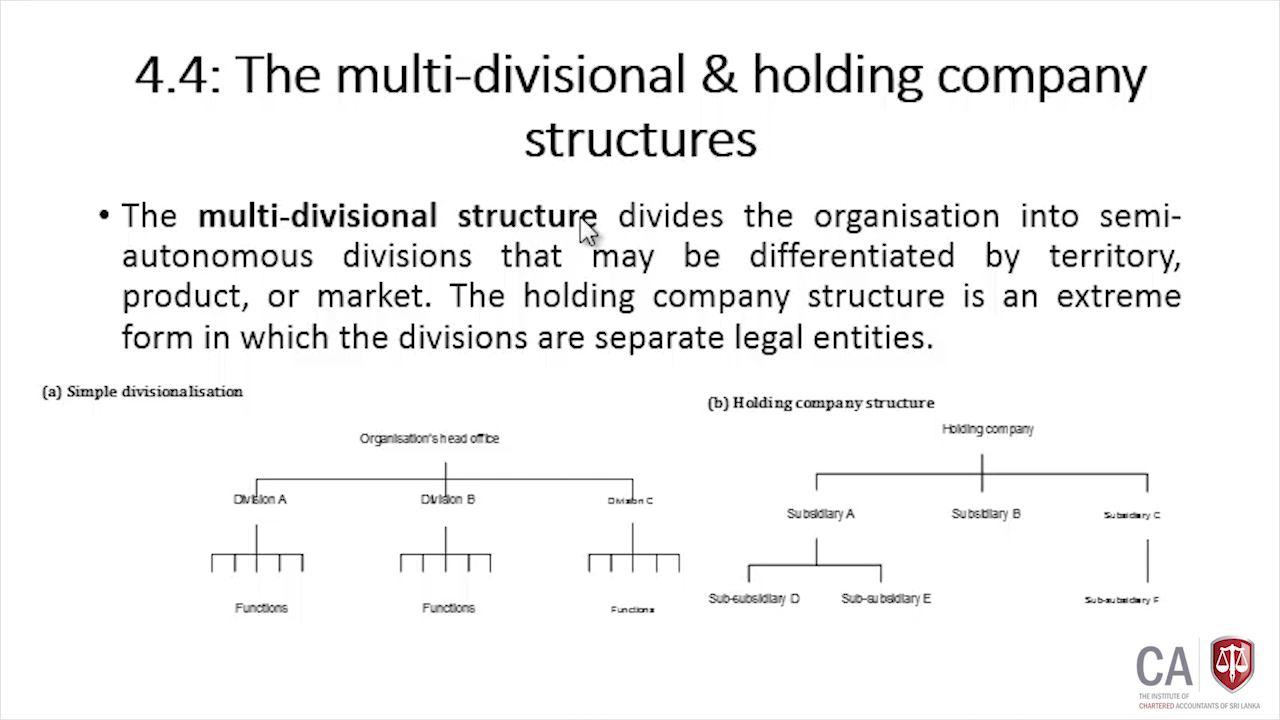 4.4: The multi-divisional & holding company
structures
• The multi-divisional structure divides the organisation into semi-
autonomous divisions that may be differentiated by territory,
product, or market. The holding company structure is an extreme
form in which the divisions are separate legal entities.
(a) Simple divisionalisation
Organisation's head office
Division A Division B Division C
Functions Functions Functions
(b) Holding company structure
Holding company
Subsidiary A Subsidiary B Subsidiary C
Sub-subsidiary D Sub-subsidiary E Sub-subsidiary F
CA
THE INSTITUTE OF
CHARTERED ACCOUNTANTS OF SRI LANKA